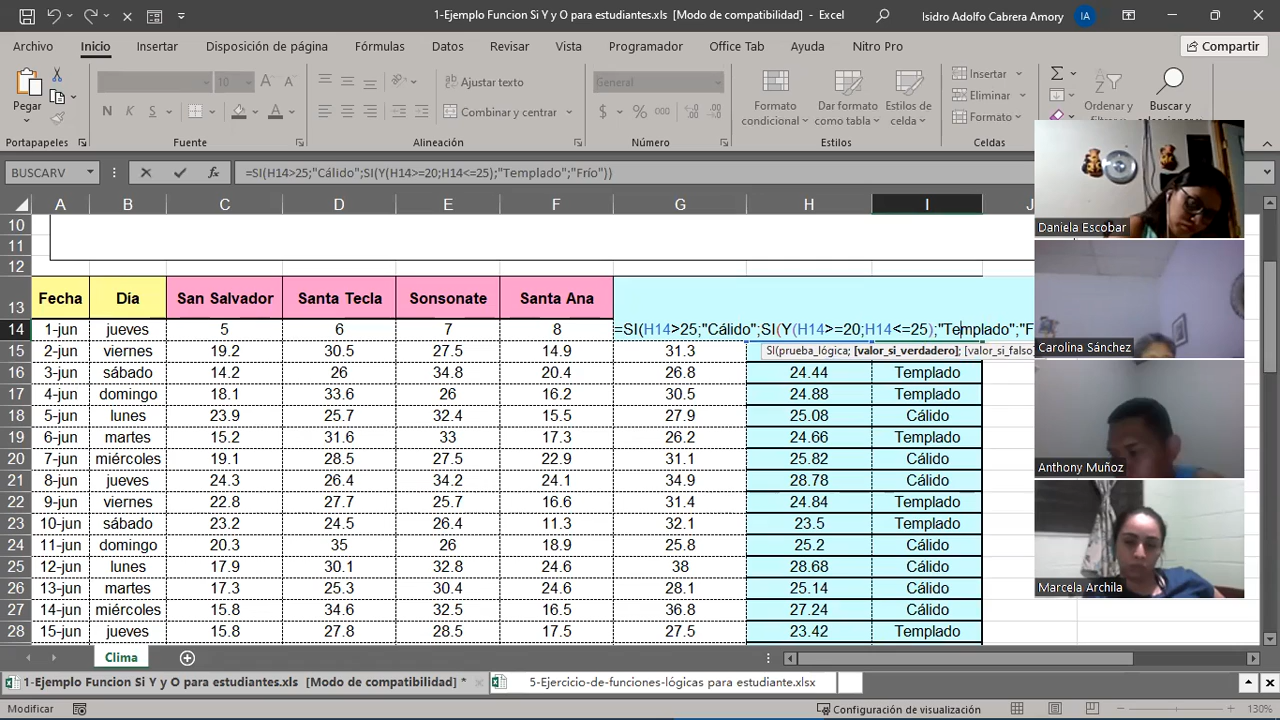 1-Ejemplo Funcion Si Y y O para estudiantes.xls [Modo de compatibilidad] - Excel
Isidro Adolfo Cabrera Amory
IA
Archivo Inicio Insertar Disposición de página Fórmulas Datos Revisar Vista Programador Office Tab Ayuda Nitro Pro Compartir
Pegar
10
General
Ajustar texto
Combinar y centrar
N K S
$ % 000
Formato condicional
Dar formato como tabla
Estilos de celda
Insertar
Eliminar
Formato
Ordenar y
Buscar y
Portapapeles Fuente Alineación Número Estilos Celdas
BUSCARV
=SI(H14>25;"Cálido";SI(Y(H14>=20;H14<=25);"Templado";"Frío"))
A B C D E F G H I J
10
11
12
13 Fecha Día San Salvador Santa Tecla Sonsonate Santa Ana
14 1-jun jueves 5 6 7 8 =SI(H14>25;"Cálido";SI(Y(H14>=20;H14<=25);"Templado";"F
SI(prueba_lógica; [valor_si_verdadero]; [valor_si_falso]
15 2-jun viernes 19.2 30.5 27.5 14.9 31.3
16 3-jun sábado 14.2 26 34.8 20.4 26.8 24.44 Templado
17 4-jun domingo 18.1 33.6 26 16.2 30.5 24.88 Templado
18 5-jun lunes 23.9 25.7 32.4 15.5 27.9 25.08 Cálido
19 6-jun martes 15.2 31.6 33 17.3 26.2 24.66 Templado
20 7-jun miércoles 19.1 28.5 27.5 22.9 31.1 25.82 Cálido
21 8-jun jueves 24.3 26.4 34.2 24.1 34.9 28.78 Cálido
22 9-jun viernes 22.8 27.7 25.7 16.6 31.4 24.84 Templado
23 10-jun sábado 23.2 24.5 26.4 11.3 32.1 23.5 Templado
24 11-jun domingo 20.3 35 26 18.9 25.8 25.2 Cálido
25 12-jun lunes 17.9 30.1 32.8 24.6 38 28.68 Cálido
26 13-jun martes 17.3 25.3 30.4 24.6 28.1 25.14 Cálido
27 14-jun miércoles 15.8 34.6 32.5 16.5 36.8 27.24 Cálido
28 15-jun jueves 15.8 27.8 28.5 17.5 27.5 23.42 Templado
Daniela Escobar
Carolina Sánchez
Anthony Muñoz
Marcela Archila
Clima
1-Ejemplo Funcion Si Y y O para estudiantes.xls [Modo de compatibilidad] *
5-Ejercicio-de-funciones-lógicas para estudiante.xlsx
Modificar
Configuración de visualización
130%